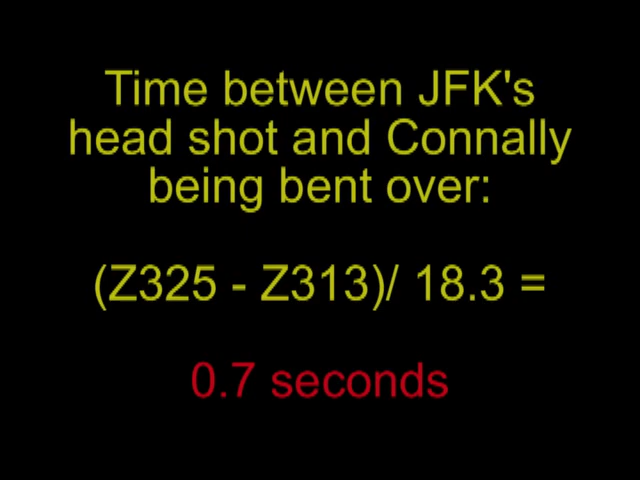 Time between JFK's
head shot and Connally
being bent over:
(Z325 - Z313)/ 18.3 =
0.7 seconds